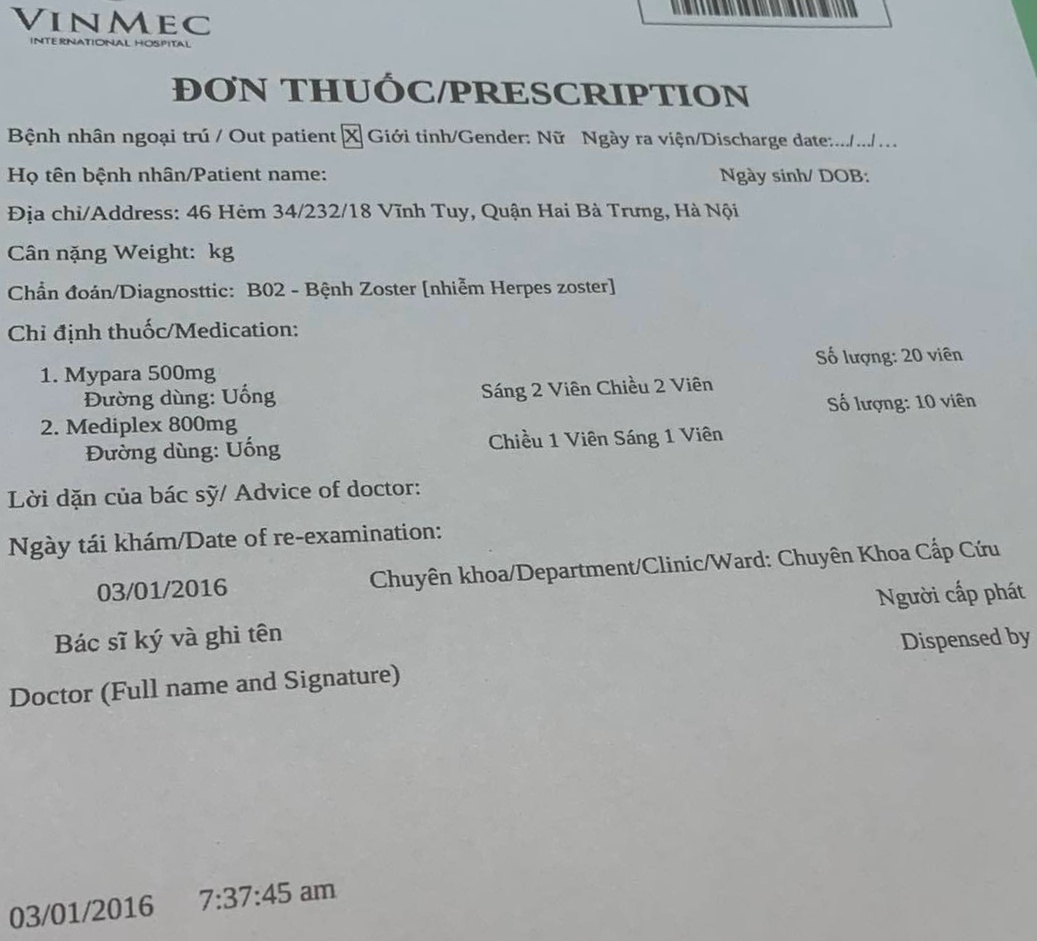 VINMEC
INTERNATIONAL HOSPITAL
ĐƠN THUỐC/PRESCRIPTION
Bệnh nhân ngoại trú / Out patient X Giới tính/Gender: Nữ Ngày ra viện/Discharge date:.../.../...
Họ tên bệnh nhân/Patient name: Ngày sinh/ DOB:
Địa chỉ/Address: 46 Hẻm 34/232/18 Vĩnh Tuy, Quận Hai Bà Trưng, Hà Nội
Cân nặng Weight: kg
Chẩn đoán/Diagnosttic: B02 - Bệnh Zoster [nhiễm Herpes zoster]
Chỉ định thuốc/Medication:
1. Mypara 500mg Số lượng: 20 viên
Đường dùng: Uống Sáng 2 Viên Chiều 2 Viên
2. Mediplex 800mg Số lượng: 10 viên
Đường dùng: Uống Chiều 1 Viên Sáng 1 Viên
Lời dặn của bác sỹ/ Advice of doctor:
Ngày tái khám/Date of re-examination:
03/01/2016 Chuyên khoa/Department/Clinic/Ward: Chuyên Khoa Cấp Cứu
Bác sĩ ký và ghi tên Người cấp phát
Doctor (Full name and Signature) Dispensed by
03/01/2016 7:37:45 am